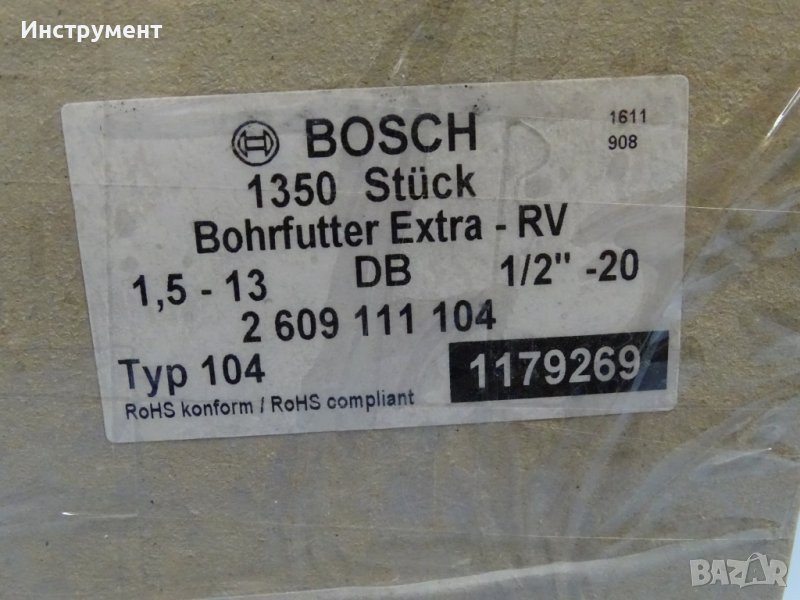 Инструмент
BOSCH
1611
908
1350 Stück
Bohrfutter Extra - RV
1,5 - 13 DB 1/2" -20
2 609 111 104
Typ 104 1179269
RoHS konform / RoHS compliant
BAZAR